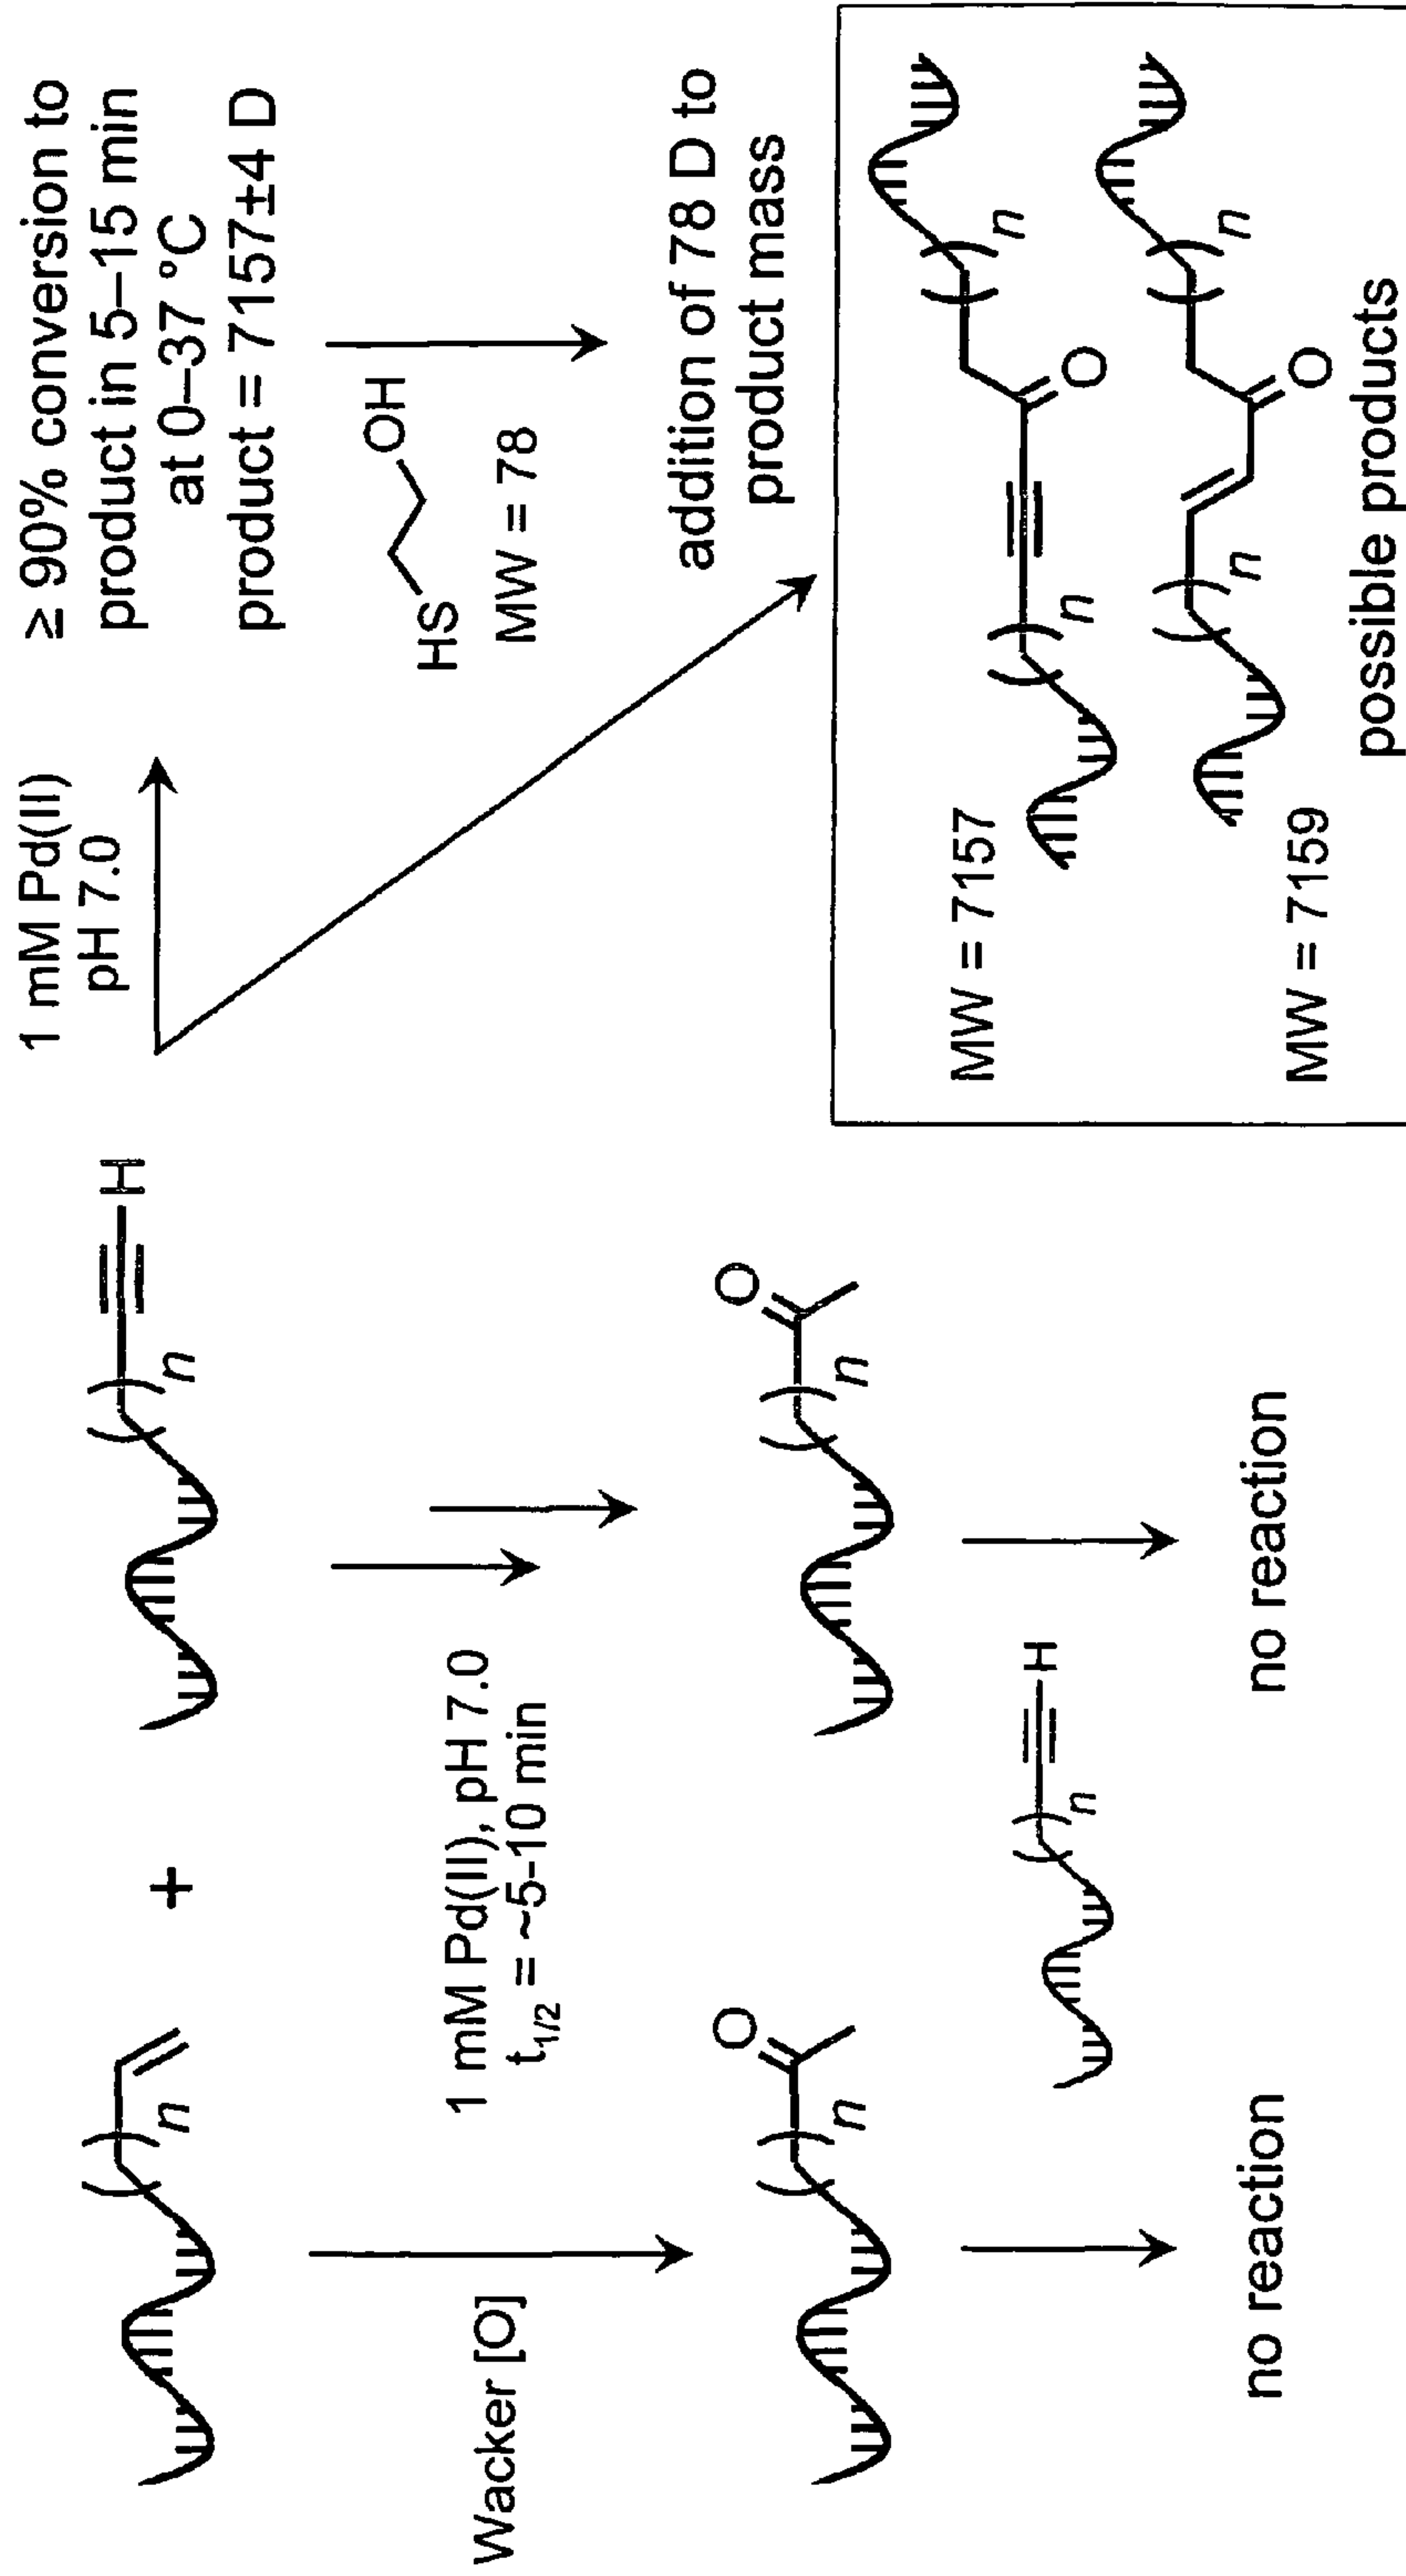 +
n
n
H
1 mM Pd(II)
pH 7.0
≥ 90% conversion to
product in 5–15 min
at 0–37 °C
product = 7157±4 D
HS
OH
MW = 78
addition of 78 D to
product mass
Wacker [O]
1 mM Pd(II), pH 7.0
t1/2 = ~5-10 min
O
n
O
n
n
H
no reaction
no reaction
MW = 7157
n
O
n
MW = 7159
n
O
n
possible products